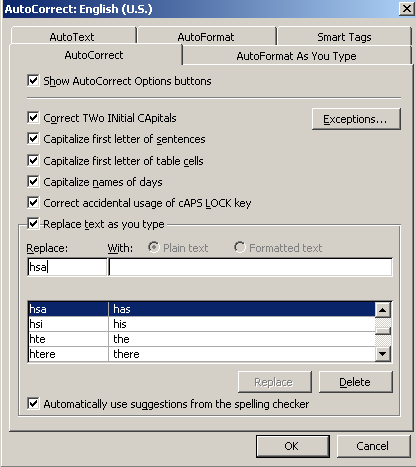 AutoCorrect: English (U.S.)
AutoText AutoFormat Smart Tags
AutoCorrect AutoFormat As You Type
Show AutoCorrect Options buttons
Correct TWo INitial CApitals Exceptions...
Capitalize first letter of sentences
Capitalize first letter of table cells
Capitalize names of days
Correct accidental usage of cAPS LOCK key
Replace text as you type
Replace: With: Plain text Formatted text
hsa
hsa has
hsi his
hte the
htere there
Replace Delete
Automatically use suggestions from the spelling checker
OK Cancel